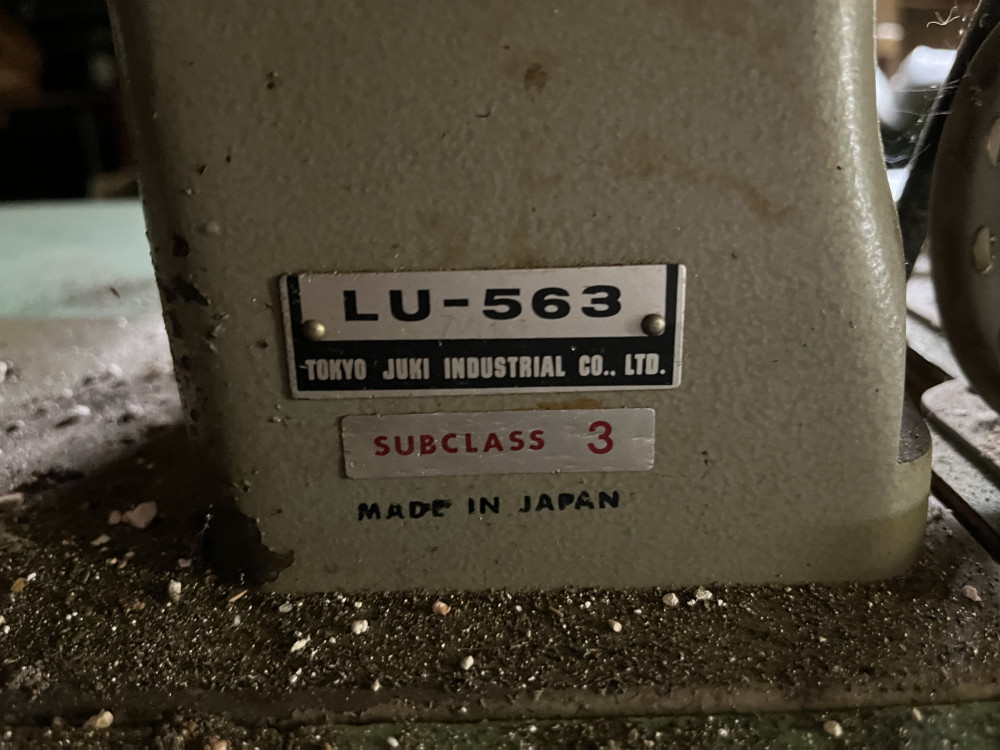 LU-563
TOKYO JUKI INDUSTRIAL CO., LTD.
SUBCLASS 3
MADE IN JAPAN